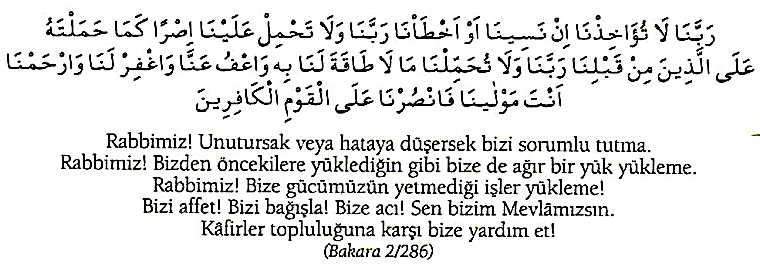 رَبَّنَا لَا تُؤَاخِذْنَا اِنْ نَسِينَا اَوْ اَخْطَأْنَا رَبَّنَا وَلَا تَحْمِلْ عَلَيْنَا اِصْرًا كَمَا حَمَلْتَهُ
عَلَى الَّذِينَ مِنْ قَبْلِنَا رَبَّنَا وَلَا تُحَمِّلْنَا مَا لَا طَاقَةَ لَنَا بِه۪ وَاعْفُ عَنَّا وَاغْفِرْ لَنَا وَارْحَمْنَا
اَنْتَ مَوْلٰينَا فَانْصُرْنَا عَلَى الْقَوْمِ الْكَافِرِينَ
Rabbimiz! Unutursak veya hataya düşersek bizi sorumlu tutma.
Rabbimiz! Bizden öncekilere yüklediğin gibi bize de ağır bir yük yükleme.
Rabbimiz! Bize gücümüzün yetmediği işler yükleme!
Bizi affet! Bizi bağışla! Bize acı! Sen bizim Mevlâmızsın.
Kâfirler topluluğuna karşı bize yardım et!
(Bakara 2/286)